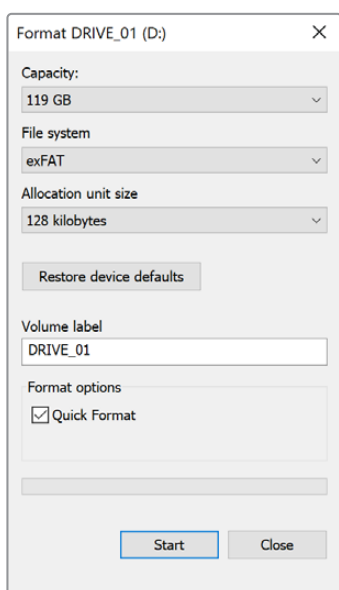 Format DRIVE_01 (D:)
Capacity:
119 GB
File system
exFAT
Allocation unit size
128 kilobytes
Restore device defaults
Volume label
DRIVE_01
Format options
Quick Format
Start Close